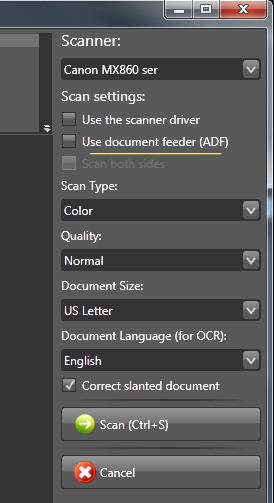 Scanner:
Canon MX860 ser
Scan settings:
Use the scanner driver
Use document feeder (ADF)
Scan both sides
Scan Type:
Color
Quality:
Normal
Document Size:
US Letter
Document Language (for OCR):
English
Correct slanted document
Scan (Ctrl+S)
Cancel